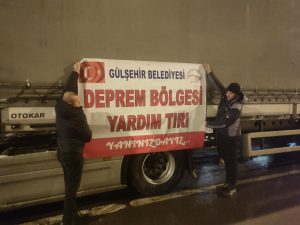 GÜLŞEHİR BELEDİYESİ
DEPREM BÖLGESİ
YARDIM TIRI
YANINIZDAYIZ...
OTOKAR